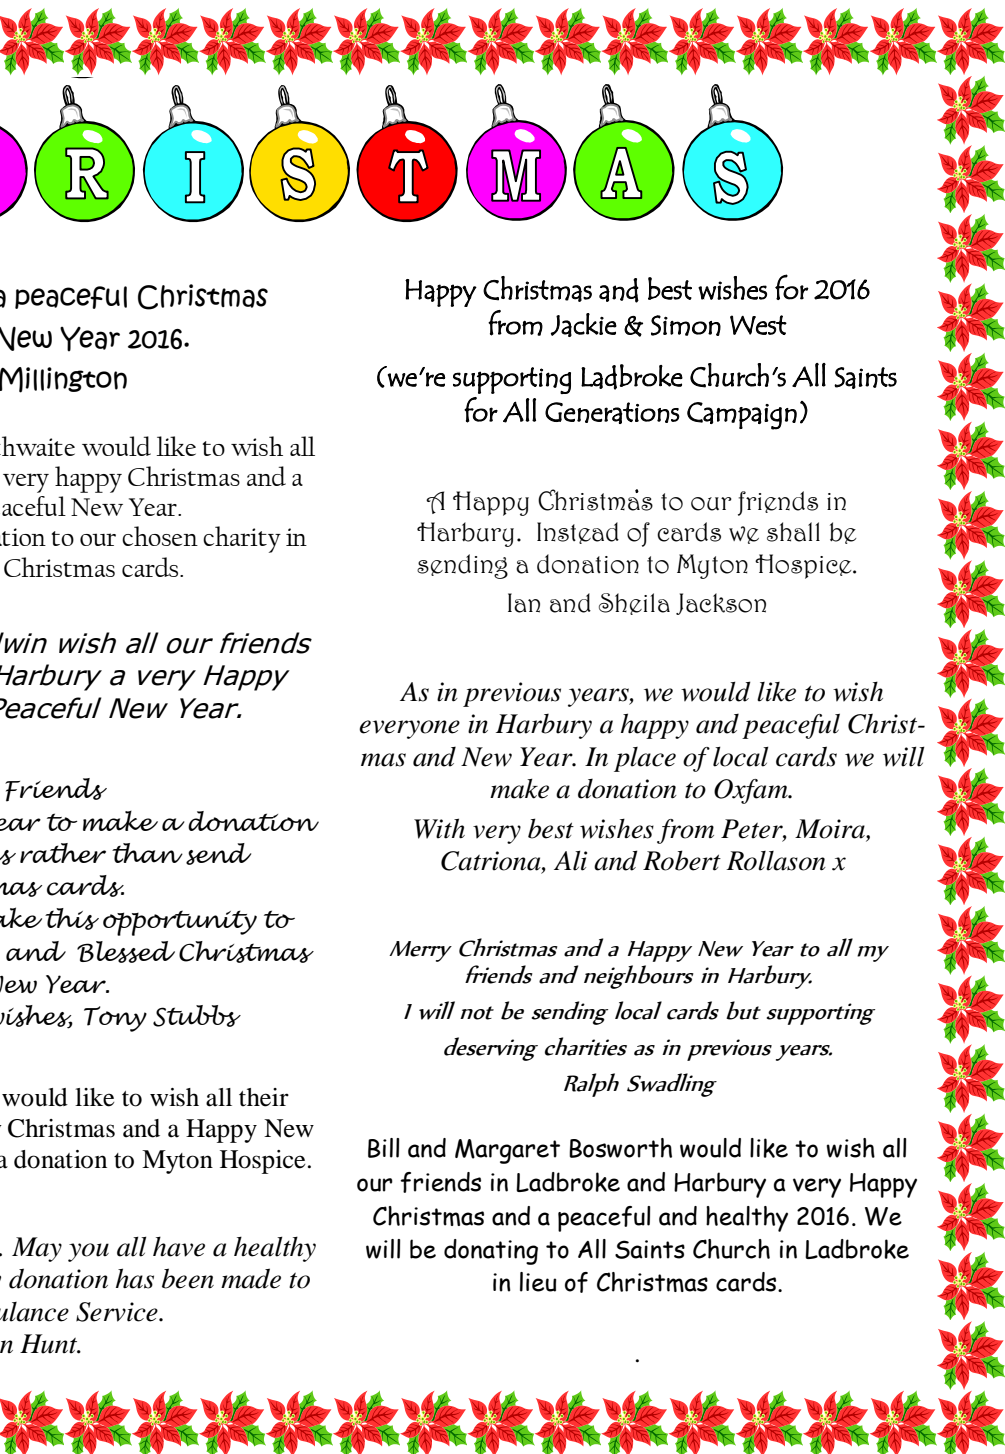 R I S T M A S
a peaceful Christmas
New Year 2016.
Millington
thwaite would like to wish all
very happy Christmas and a
aceful New Year.
ation to our chosen charity in
Christmas cards.
win wish all our friends
Harbury a very Happy
Peaceful New Year.
Friends
ear to make a donation
s rather than send
mas cards.
ake this opportunity to
and Blessed Christmas
New Year.
wishes, Tony Stubbs
would like to wish all their
Christmas and a Happy New
a donation to Myton Hospice.
. May you all have a healthy
donation has been made to
ulance Service.
n Hunt.
Happy Christmas and best wishes for 2016
from Jackie & Simon West
(we're supporting Ladbroke Church's All Saints
for All Generations Campaign)
A Happy Christmas to our friends in
Harbury. Instead of cards we shall be
sending a donation to Myton Hospice.
Ian and Sheila Jackson
As in previous years, we would like to wish
everyone in Harbury a happy and peaceful Christ-
mas and New Year. In place of local cards we will
make a donation to Oxfam.
With very best wishes from Peter, Moira,
Catriona, Ali and Robert Rollason x
Merry Christmas and a Happy New Year to all my
friends and neighbours in Harbury.
I will not be sending local cards but supporting
deserving charities as in previous years.
Ralph Swadling
Bill and Margaret Bosworth would like to wish all
our friends in Ladbroke and Harbury a very Happy
Christmas and a peaceful and healthy 2016. We
will be donating to All Saints Church in Ladbroke
in lieu of Christmas cards.
.